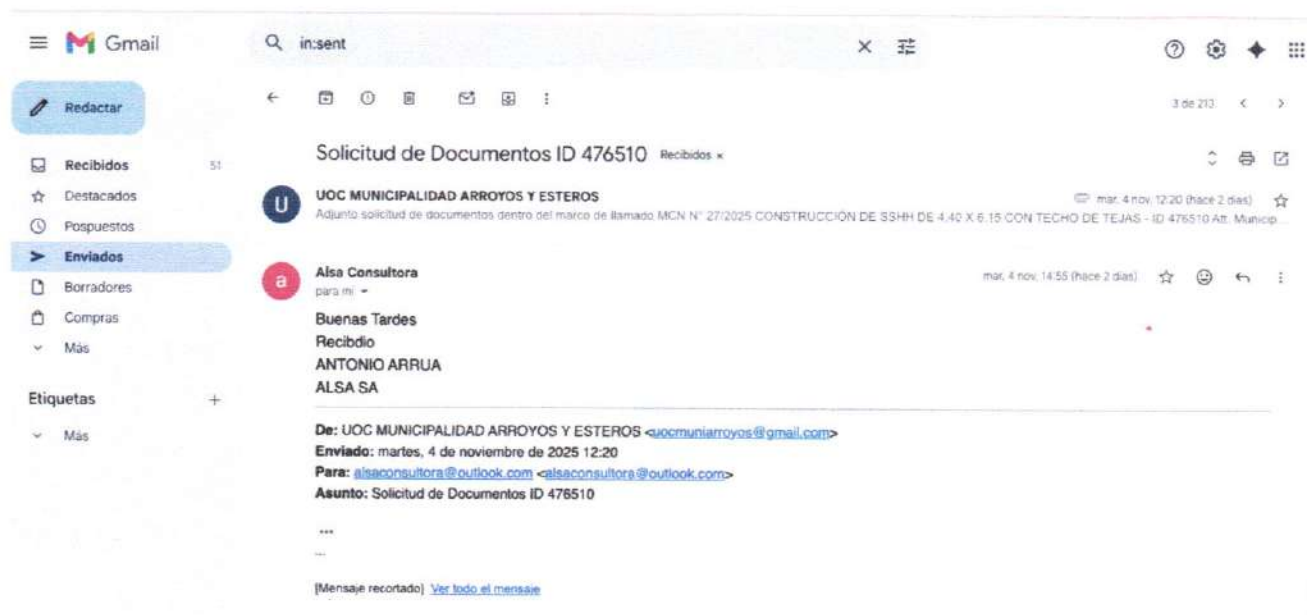 Gmail
in:sent
Redactar
3 de 213
Recibidos 51
Destacados
Pospuestos
Enviados
Borradores
Compras
Más
Etiquetas
Más
Solicitud de Documentos ID 476510 Recibidos x
U
UOC MUNICIPALIDAD ARROYOS Y ESTEROS
mar, 4 nov, 12:20 (hace 2 días)
Adjunto solicitud de documentos dentro del marco de llamado MCN N° 27/2025 CONSTRUCCIÓN DE SSHH DE 4.40 X 6.15 CON TECHO DE TEJAS - ID 476510 Att. Municip...
a
Alsa Consultora
mar, 4 nov, 14:55 (hace 2 días)
para mí
Buenas Tardes
Recibdio
ANTONIO ARRUA
ALSA SA
De: UOC MUNICIPALIDAD ARROYOS Y ESTEROS <uocmuniarroyos@gmail.com>
Enviado: martes, 4 de noviembre de 2025 12:20
Para: alsaconsultora@outlook.com <alsaconsultora@outlook.com>
Asunto: Solicitud de Documentos ID 476510
...
...
[Mensaje recortado] Ver todo el mensaje